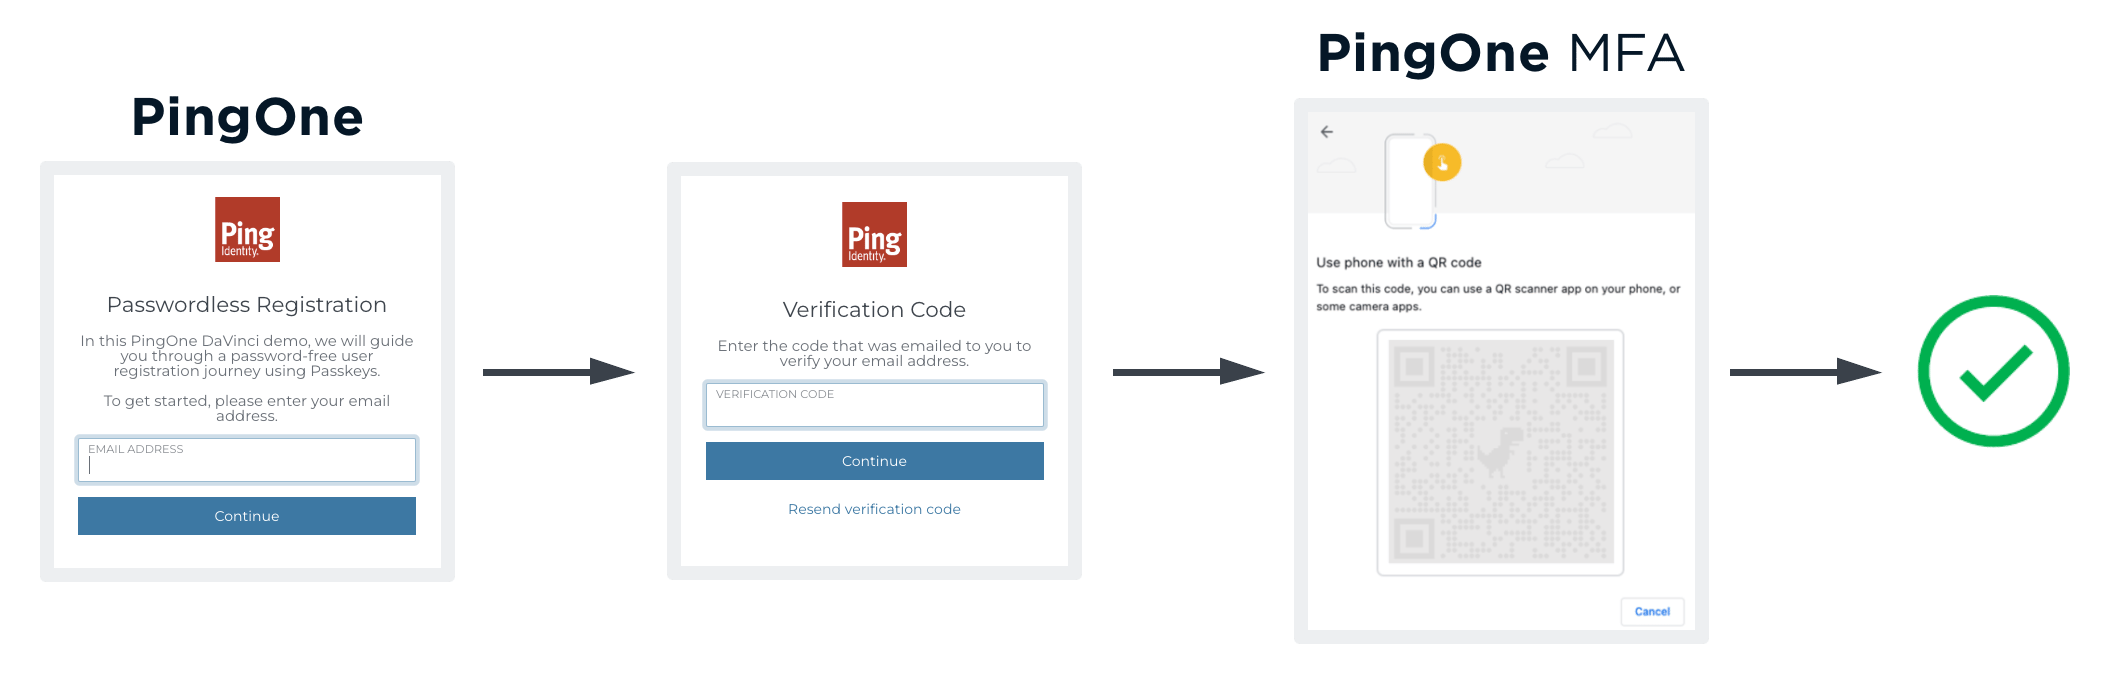 PingOne
Ping
Identity.
Passwordless Registration
In this PingOne DaVinci demo, we will guide
you through a password-free user
registration journey using Passkeys.
To get started, please enter your email
address.
EMAIL ADDRESS
Continue
Ping
Identity.
Verification Code
Enter the code that was emailed to you to
verify your email address.
VERIFICATION CODE
Continue
Resend verification code
PingOne MFA
Use phone with a QR code
To scan this code, you can use a QR scanner app on your phone, or
some camera apps.
Cancel